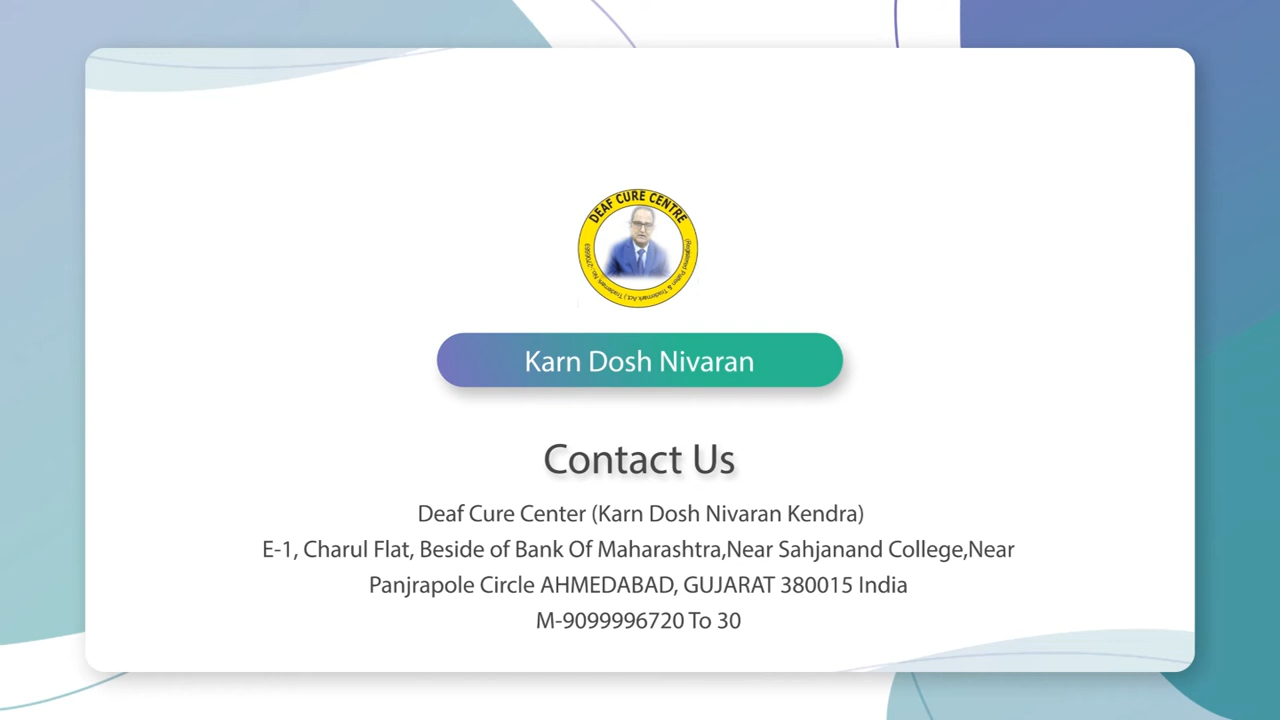 DEAF CURE CENTRE
Karn Dosh Nivaran
Contact Us
Deaf Cure Center (Karn Dosh Nivaran Kendra)
E-1, Charul Flat, Beside of Bank Of Maharashtra,Near Sahjanand College,Near
Panjrapole Circle AHMEDABAD, GUJARAT 380015 India
M-9099996720 To 30